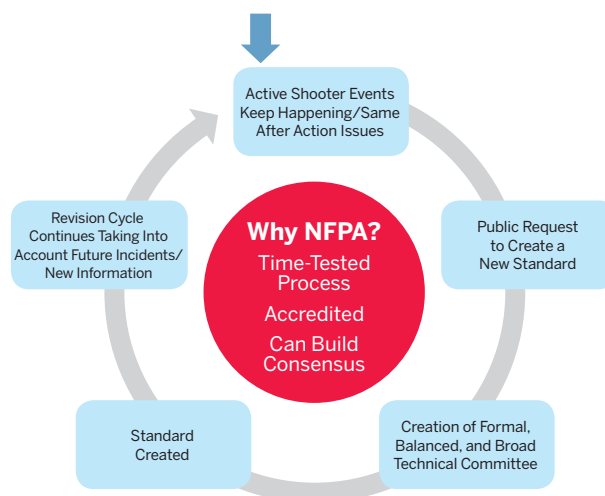 Active Shooter Events
Keep Happening/Same
After Action Issues
Public Request
to Create a
New Standard
Creation of Formal,
Balanced, and Broad
Technical Committee
Standard
Created
Revision Cycle
Continues Taking Into
Account Future Incidents/
New Information
Why NFPA?
Time-Tested
Process
Accredited
Can Build
Consensus